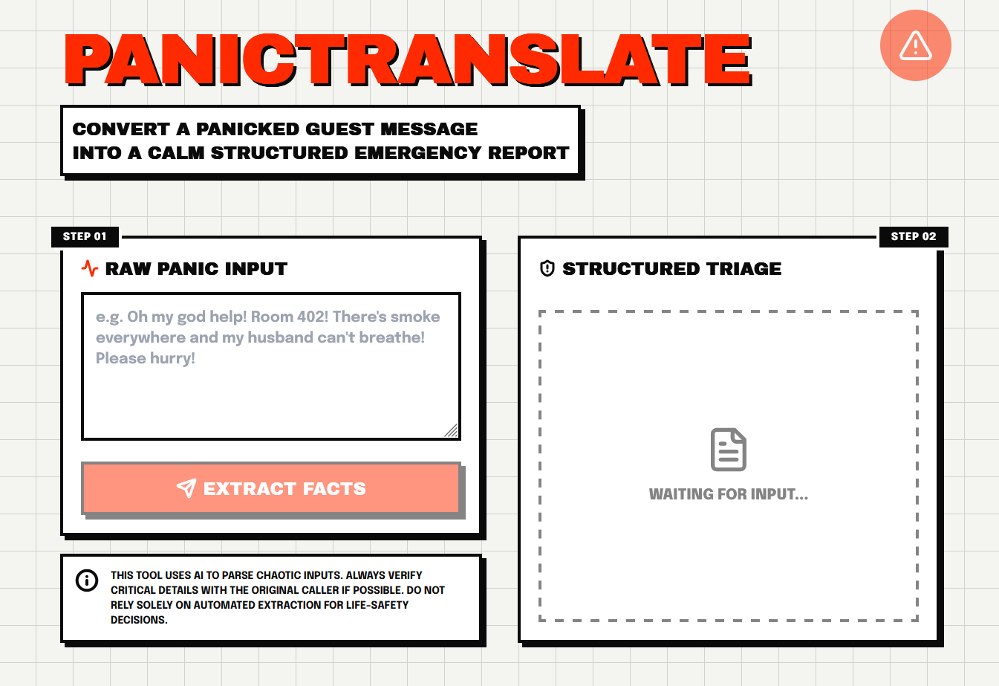 PANICTRANSLATE
CONVERT A PANICKED GUEST MESSAGE
INTO A CALM STRUCTURED EMERGENCY REPORT
STEP 01
RAW PANIC INPUT
e.g. Oh my god help! Room 402! There's smoke
everywhere and my husband can't breathe!
Please hurry!
EXTRACT FACTS
THIS TOOL USES AI TO PARSE CHAOTIC INPUTS. ALWAYS VERIFY
CRITICAL DETAILS WITH THE ORIGINAL CALLER IF POSSIBLE. DO NOT
RELY SOLELY ON AUTOMATED EXTRACTION FOR LIFE-SAFETY
DECISIONS.
STEP 02
STRUCTURED TRIAGE
WAITING FOR INPUT...